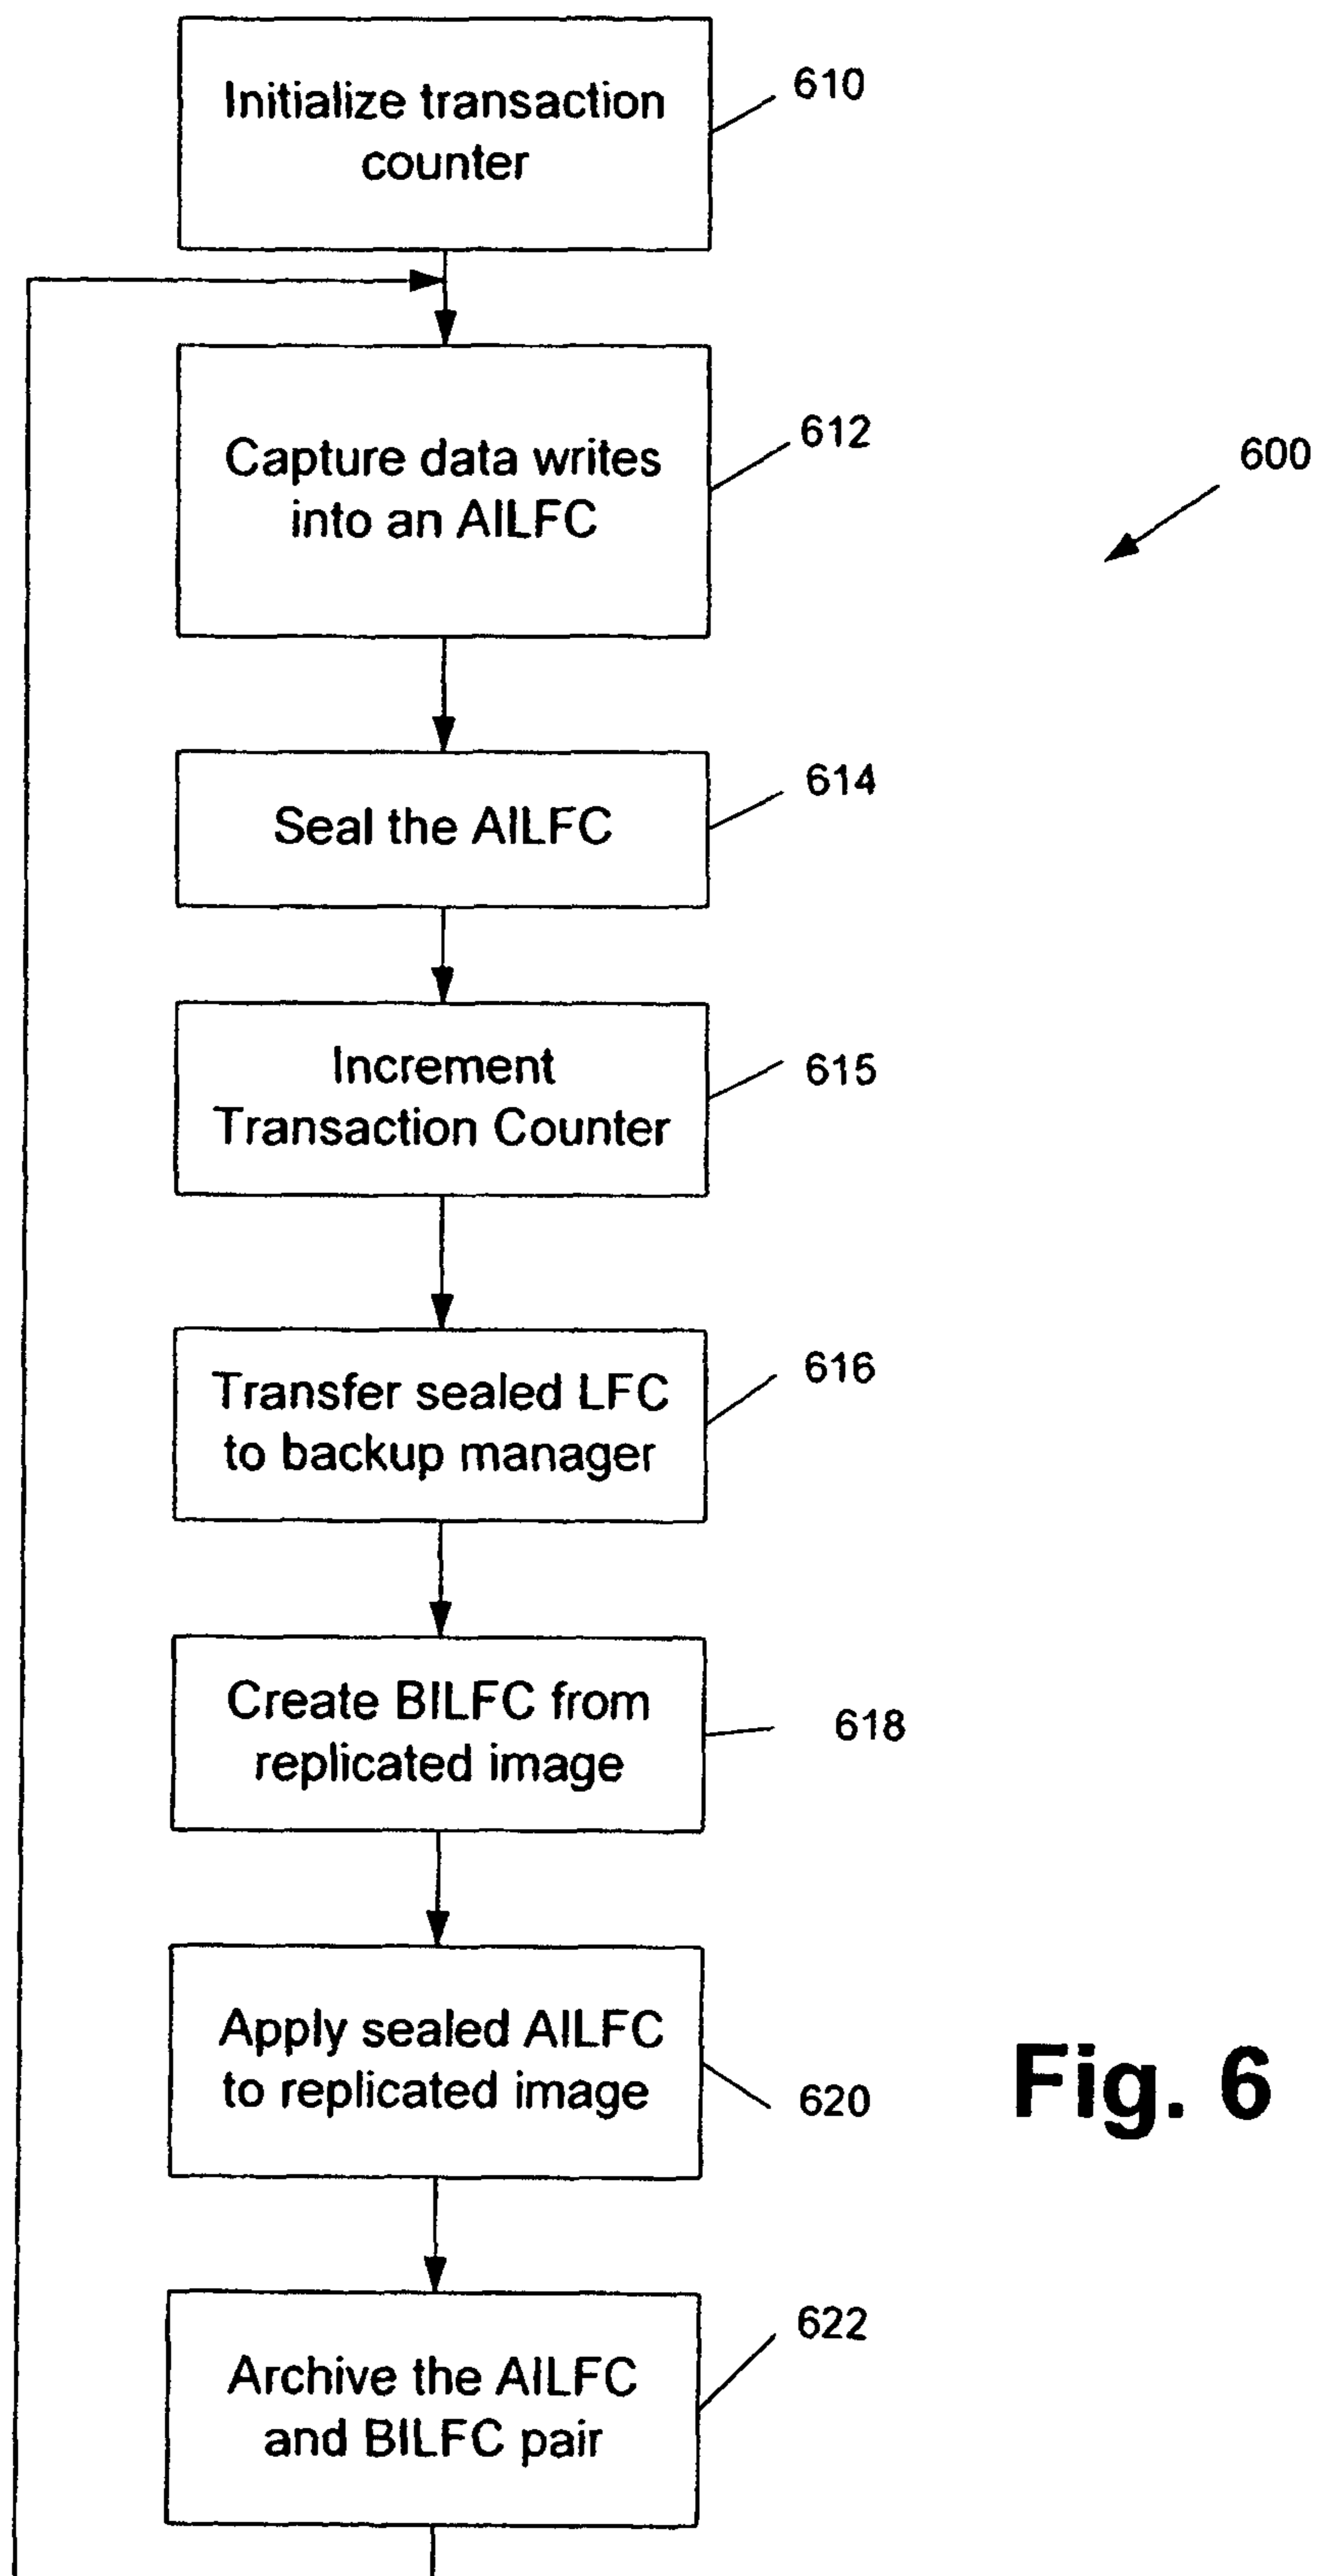 Initialize transaction
counter
610
Capture data writes
into an AILFC
612
600
Seal the AILFC
614
Increment
Transaction Counter
615
Transfer sealed LFC
to backup manager
616
Create BILFC from
replicated image
618
Apply sealed AILFC
to replicated image
620
Fig. 6
Archive the AILFC
and BILFC pair
622